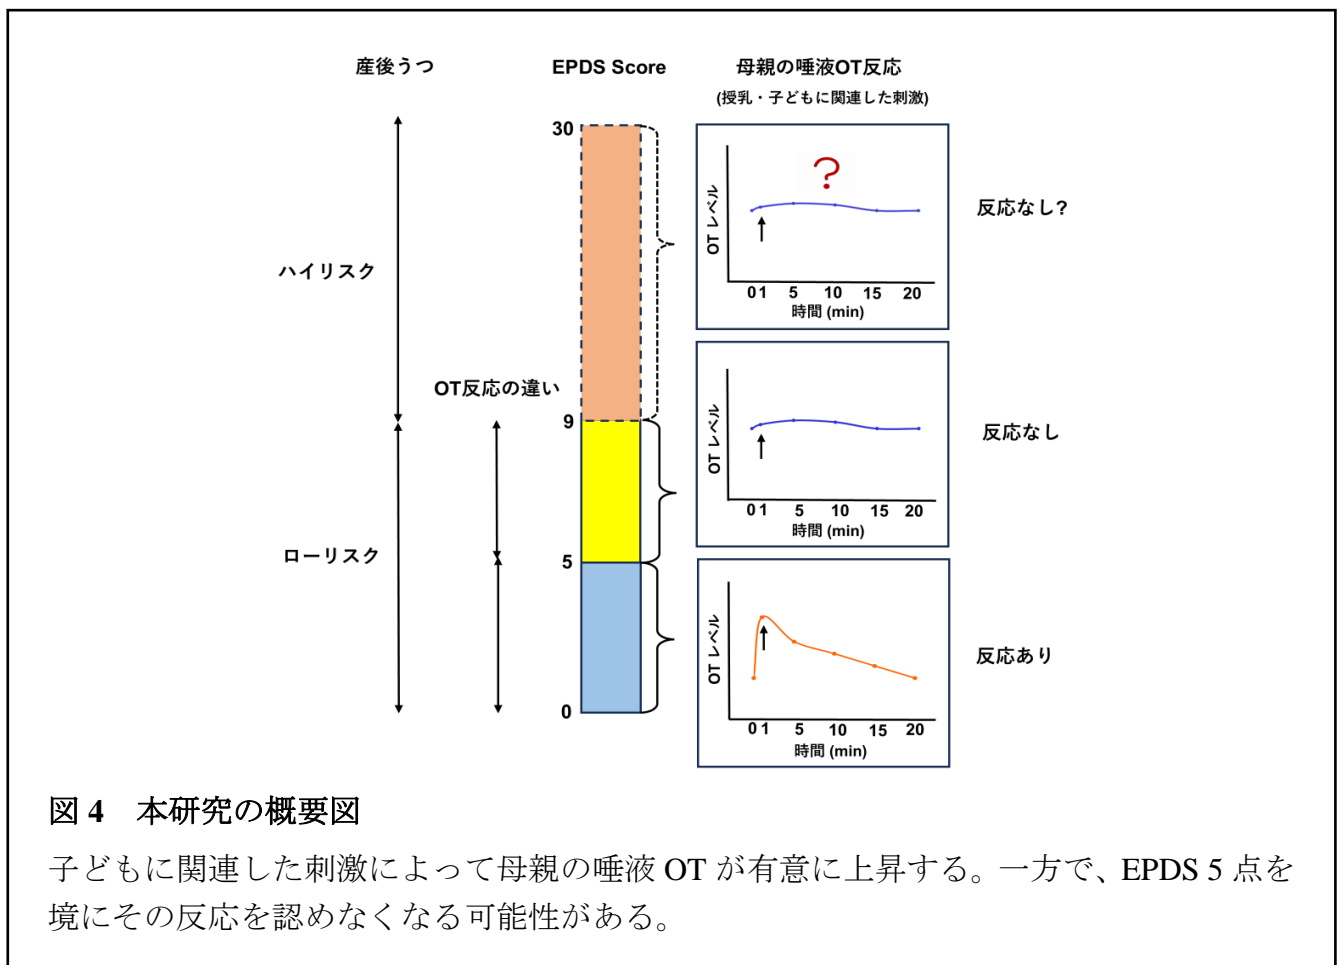 産後うつ
EPDS Score
母親の唾液OT反応
(授乳・子どもに関連した刺激)
30
OT レベル
?
0 1 5 10 15 20
時間 (min)
反応なし?
ハイリスク
OT反応の違い
9
OT レベル
0 1 5 10 15 20
時間 (min)
反応なし
ローリスク
5
OT レベル
0 1 5 10 15 20
時間 (min)
反応あり
0
図 4　本研究の概要図
子どもに関連した刺激によって母親の唾液 OT が有意に上昇する。一方で、EPDS 5 点を
境にその反応を認めなくなる可能性がある。